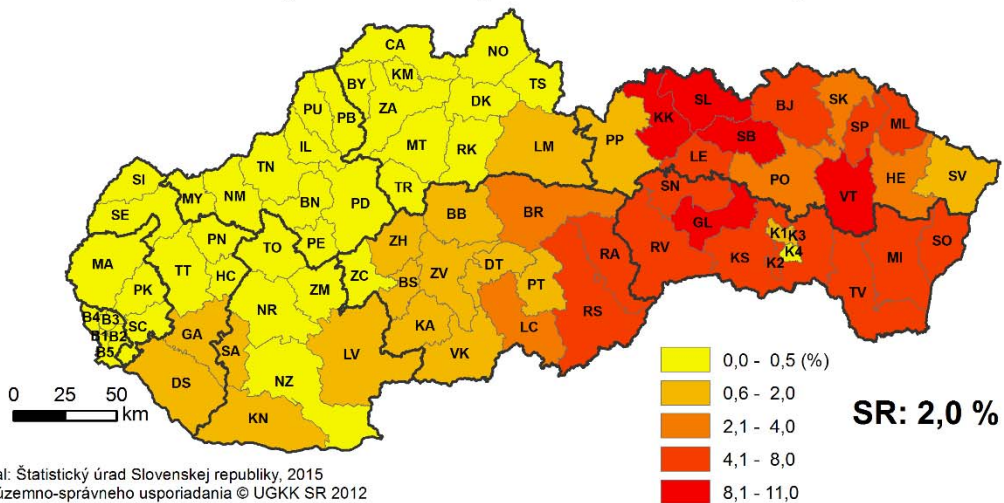 CA
NO
BY
KM
TS
PU
PB
ZA
DK
IL
MT
RK
LM
PP
KK
SL
SB
LE
BJ
SK
SP
ML
PO
VT
HE
SV
SI
SE
MY
NM
TN
BN
PD
TR
BB
BR
SN
GL
RV
RA
KS
K1
K3
K4
K2
MI
SO
TV
MA
PK
TT
PN
HC
TO
PE
ZM
ZC
ZH
BS
ZV
DT
PT
RS
B4
B3
B1
B2
B5
SC
GA
SA
NR
LV
KA
VK
LC
DS
NZ
KN
0 25 50
km
0,0 - 0,5 (%)
0,6 - 2,0
2,1 - 4,0
4,1 - 8,0
8,1 - 11,0
SR: 2,0 %
al: Štatistický úrad Slovenskej republiky, 2015
územno-správneho usporiadania © UGKK SR 2012